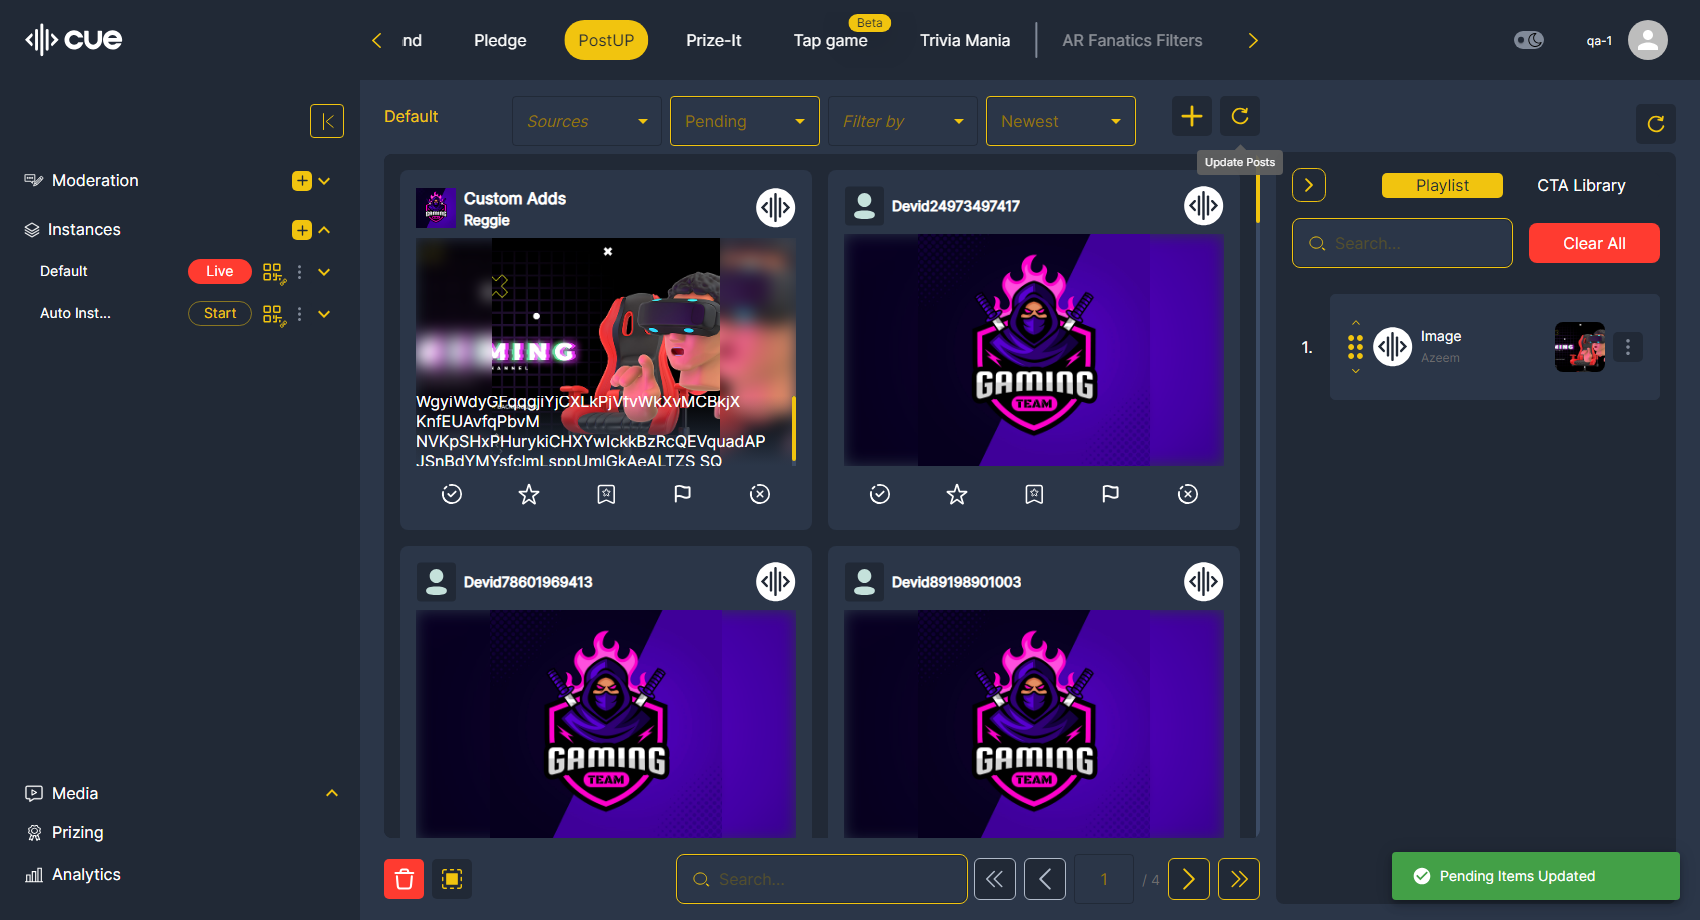 cue
nd
Pledge
PostUP
Prize-It
Beta
Tap game
Trivia Mania
AR Fanatics Filters
qa-1
Default
Sources
Pending
Filter by
Newest
Update Posts
Moderation
Instances
Default
Live
Auto Inst...
Start
Media
Prizing
Analytics
Custom Adds
Reggie
MING
WgyiWdyGEqqgjiYjCXLkPjVfvWkXvMCBkjX
KnfEUAvfqPbvM
NVKpSHxPHurykiCHXYwIckkBzRcQEVquadAP
JSnBdYMYsfclmLsppUmlGkAeALTZS SQ
Devid24973497417
GAMING
TEAM
Devid78601969413
GAMING
TEAM
Devid89198901003
GAMING
TEAM
Search...
1
/ 4
Playlist
CTA Library
Search...
Clear All
1.
Image
Azeem
Pending Items Updated